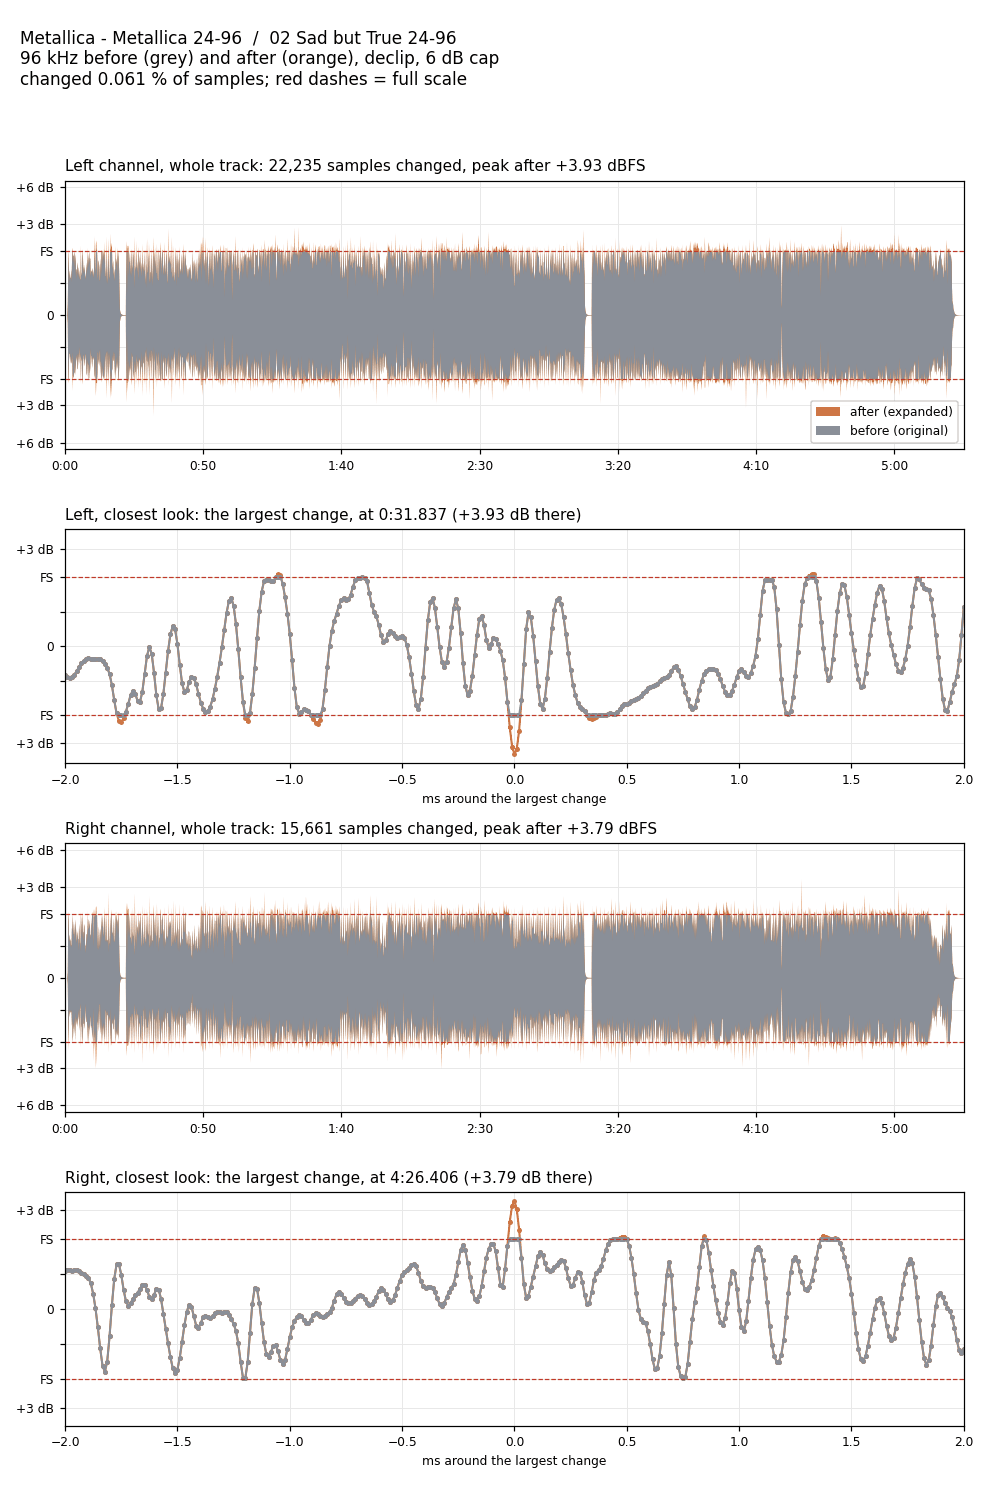 Metallica - Metallica 24-96  /  02 Sad but True 24-96
96 kHz before (grey) and after (orange), declip, 6 dB cap
changed 0.061 % of samples; red dashes = full scale
Left channel, whole track: 22,235 samples changed, peak after +3.93 dBFS
+6 dB
+3 dB
FS
0
FS
+3 dB
+6 dB
after (expanded)
before (original)
0:00 0:50 1:40 2:30 3:20 4:10 5:00
Left, closest look: the largest change, at 0:31.837 (+3.93 dB there)
+3 dB
FS
0
FS
+3 dB
−2.0 −1.5 −1.0 −0.5 0.0 0.5 1.0 1.5 2.0
ms around the largest change
Right channel, whole track: 15,661 samples changed, peak after +3.79 dBFS
+6 dB
+3 dB
FS
0
FS
+3 dB
+6 dB
0:00 0:50 1:40 2:30 3:20 4:10 5:00
Right, closest look: the largest change, at 4:26.406 (+3.79 dB there)
+3 dB
FS
0
FS
+3 dB
−2.0 −1.5 −1.0 −0.5 0.0 0.5 1.0 1.5 2.0
ms around the largest change